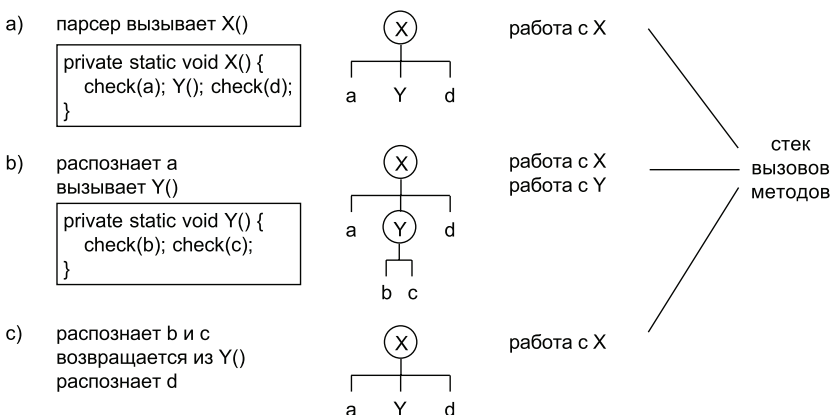 a) парсер вызывает X()
private static void X() {
check(a); Y(); check(d);
}
X
a Y d
работа с X
b) распознает a
вызывает Y()
private static void Y() {
check(b); check(c);
}
X
a Y d
b c
работа с X
работа с Y
c) распознает b и c
возвращается из Y()
распознает d
X
a Y d
работа с X
стек
вызовов
методов